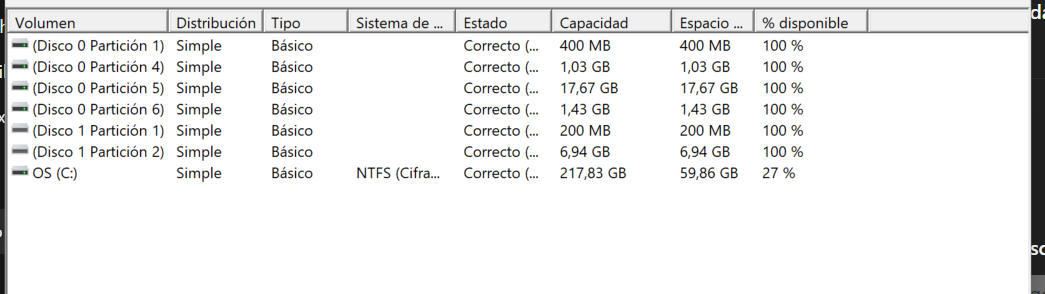 Volumen Distribución Tipo Sistema de ... Estado Capacidad Espacio ... % disponible
(Disco 0 Partición 1) Simple Básico Correcto (... 400 MB 400 MB 100 %
(Disco 0 Partición 4) Simple Básico Correcto (... 1,03 GB 1,03 GB 100 %
(Disco 0 Partición 5) Simple Básico Correcto (... 17,67 GB 17,67 GB 100 %
(Disco 0 Partición 6) Simple Básico Correcto (... 1,43 GB 1,43 GB 100 %
(Disco 1 Partición 1) Simple Básico Correcto (... 200 MB 200 MB 100 %
(Disco 1 Partición 2) Simple Básico Correcto (... 6,94 GB 6,94 GB 100 %
OS (C:) Simple Básico NTFS (Cifra... Correcto (... 217,83 GB 59,86 GB 27 %